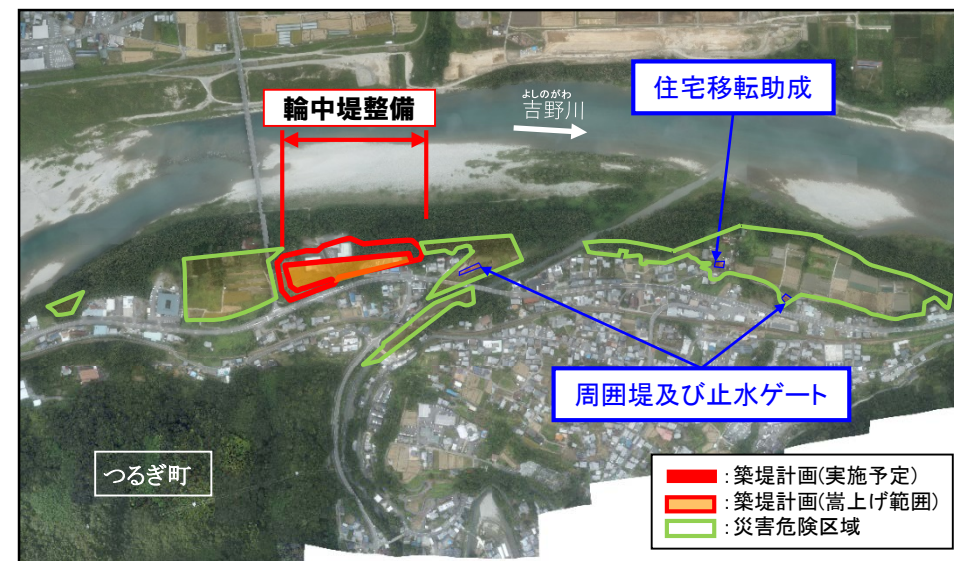 住宅移転助成
輪中堤整備
よしのがわ
吉野川
周囲堤及び止水ゲート
つるぎ町
：築堤計画(実施予定)
：築堤計画(嵩上げ範囲)
：災害危険区域